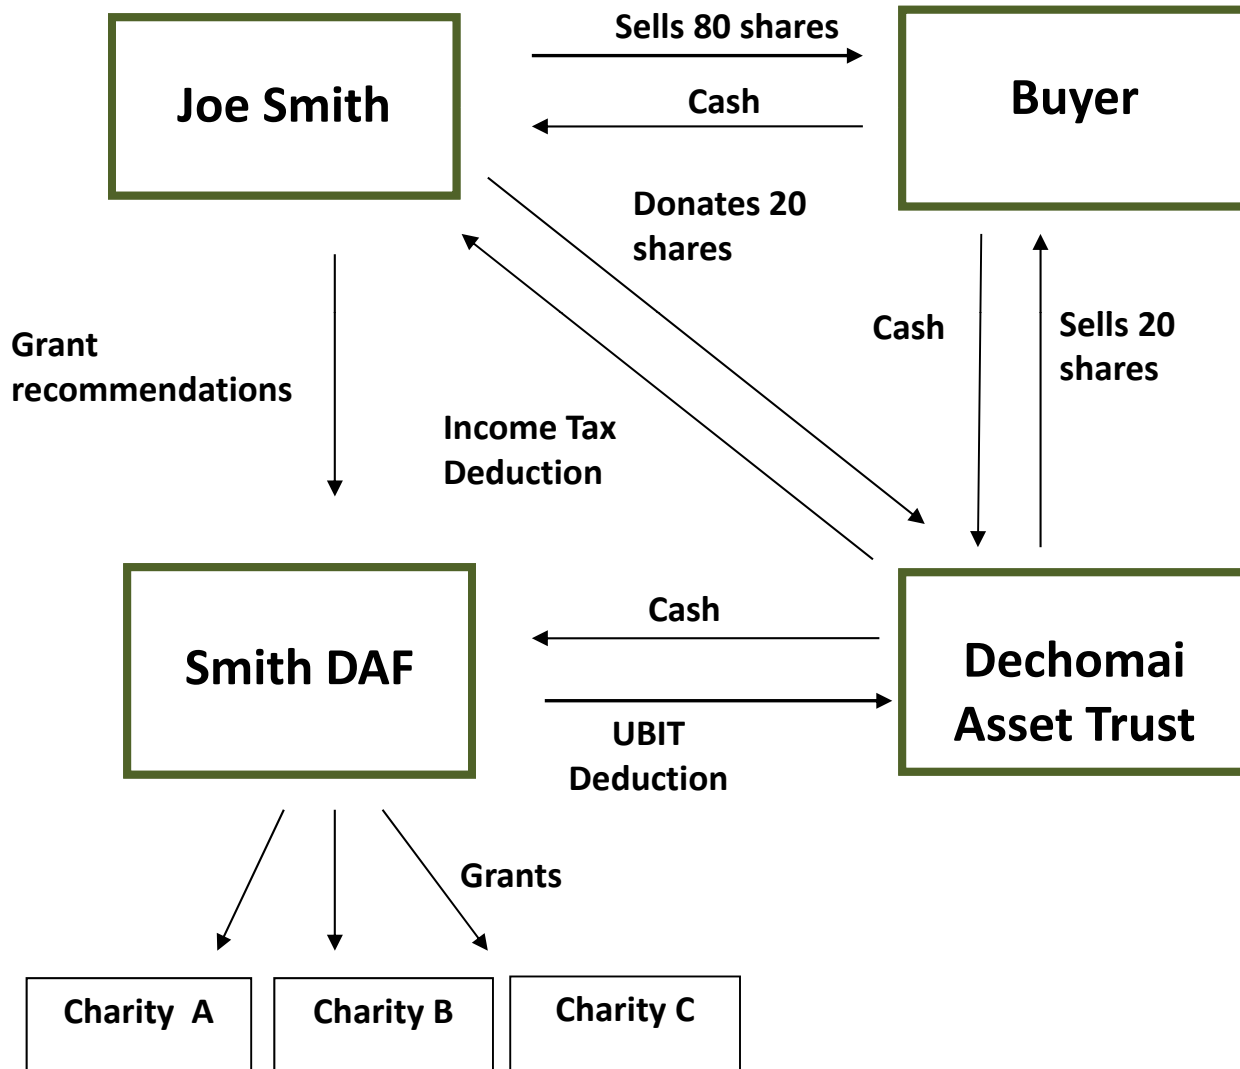 Sells 80 shares
Joe Smith
Buyer
Cash
Donates 20
shares
Cash
Sells 20
shares
Grant
recommendations
Income Tax
Deduction
Cash
Smith DAF
Dechomai
Asset Trust
UBIT
Deduction
Grants
Charity  A
Charity B
Charity C